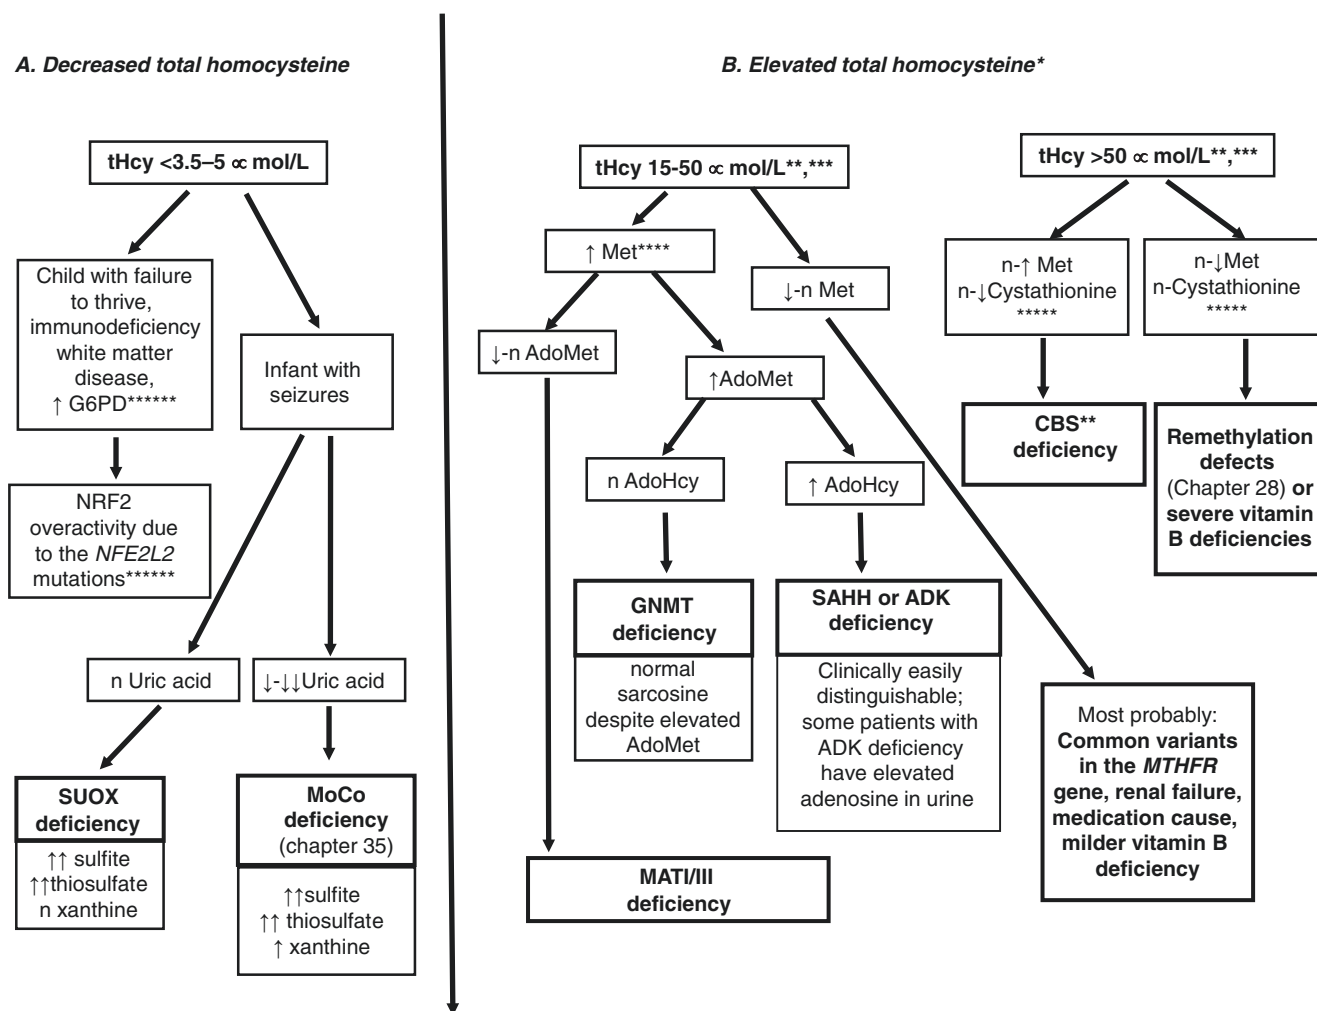 A. Decreased total homocysteine
tHcy <3.5–5 ∝ mol/L
Child with failure
to thrive,
immunodeficiency
white matter
disease,
↑ G6PD******
Infant with
seizures
NRF2
overactivity due
to the NFE2L2
mutations******
n Uric acid
↓-↓↓Uric acid
SUOX
deficiency
↑↑ sulfite
↑↑thiosulfate
n xanthine
MoCo
deficiency
(chapter 35)
↑↑sulfite
↑↑ thiosulfate
↑ xanthine
B. Elevated total homocysteine*
tHcy 15-50 ∝ mol/L**,***
↑ Met****
↓-n Met
↓-n AdoMet
↑AdoMet
n AdoHcy
↑ AdoHcy
GNMT
deficiency
normal
sarcosine
despite elevated
AdoMet
SAHH or ADK
deficiency
Clinically easily
distinguishable;
some patients with
ADK deficiency
have elevated
adenosine in urine
MATI/III
deficiency
Most probably:
Common variants
in the MTHFR
gene, renal failure,
medication cause,
milder vitamin B
deficiency
tHcy >50 ∝ mol/L**,***
n-↑ Met
n-↓Cystathionine
*****
n-↓Met
n-Cystathionine
*****
CBS**
deficiency
Remethylation
defects
(Chapter 28) or
severe vitamin
B deficiencies